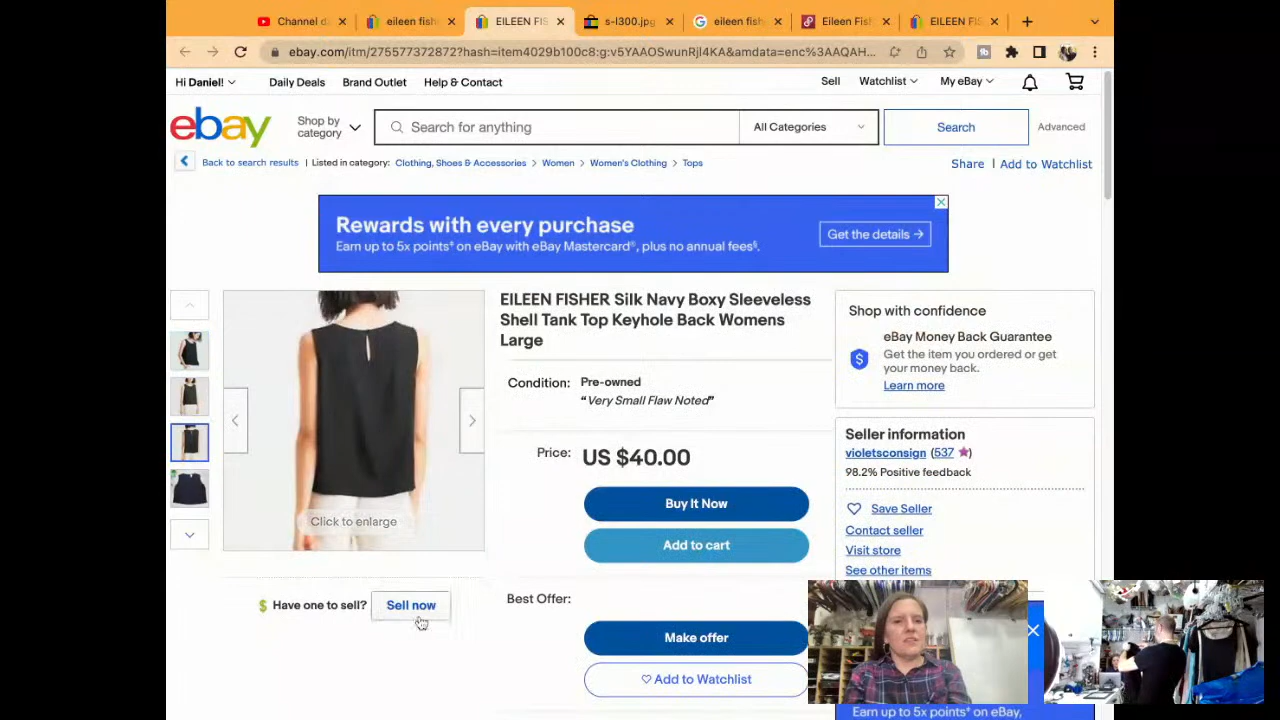 Channel d
eileen fish
EILEEN FIS
s-l300.jpg
eileen fish
Eileen Fish
EILEEN FIS
ebay.com/itm/275577372872?hash=item4029b100c8:g:v5YAAOSwunRjl4KA&amdata=enc%3AAQAH...
Hi Daniel!
Daily Deals
Brand Outlet
Help & Contact
Sell
Watchlist
My eBay
ebay
Shop by
category
Search for anything
All Categories
Search
Advanced
Back to search results
Listed in category:
Clothing, Shoes & Accessories
Women
Women's Clothing
Tops
Share
Add to Watchlist
Rewards with every purchase
Earn up to 5x points† on eBay with eBay Mastercard®, plus no annual fees§.
Get the details →
EILEEN FISHER Silk Navy Boxy Sleeveless
Shell Tank Top Keyhole Back Womens
Large
Condition:
Pre-owned
“Very Small Flaw Noted”
Price:
US $40.00
Buy It Now
Add to cart
Best Offer:
Make offer
Add to Watchlist
Click to enlarge
Have one to sell?
Sell now
Shop with confidence
eBay Money Back Guarantee
Get the item you ordered or get
your money back.
Learn more
Seller information
violetsconsign (537)
98.2% Positive feedback
Save Seller
Contact seller
Visit store
See other items
Earn up to 5x points† on eBay,